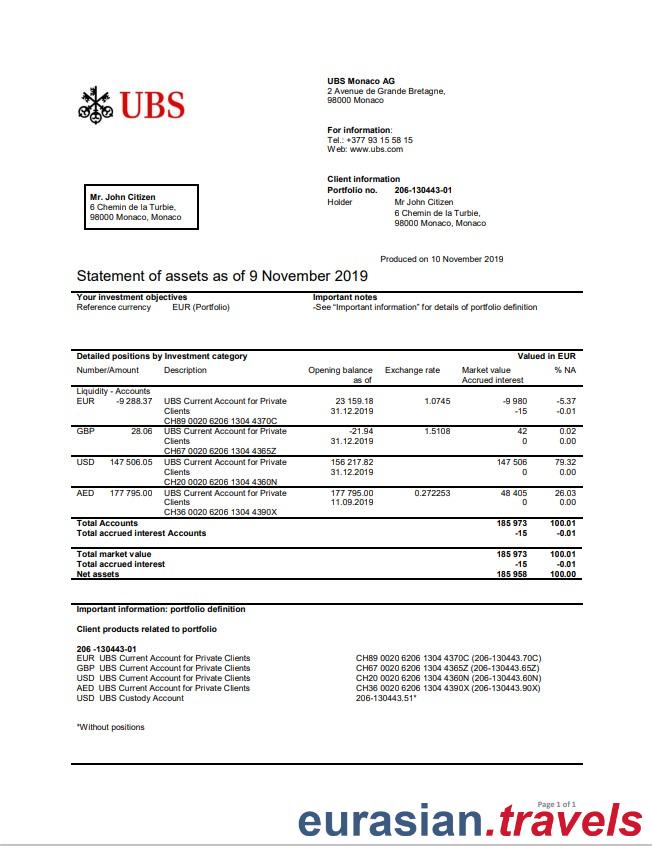 UBS
UBS Monaco AG
2 Avenue de Grande Bretagne,
98000 Monaco
For information:
Tel.: +377 93 15 58 15
Web: www.ubs.com
Client information
Portfolio no. 206-130443-01
Holder Mr John Citizen
6 Chemin de la Turbie,
98000 Monaco, Monaco
Mr. John Citizen
6 Chemin de la Turbie,
98000 Monaco, Monaco
Produced on 10 November 2019
Statement of assets as of 9 November 2019
Your investment objectives Important notes
Reference currency EUR (Portfolio) -See "Important information" for details of portfolio definition
Detailed positions by Investment category Valued in EUR
Number/Amount Description Opening balance Exchange rate Market value % NA
as of Accrued interest
Liquidity - Accounts
EUR -9 288.37 UBS Current Account for Private 23 159.18 1.0745 -9 980 -5.37
Clients 31.12.2019 -15 -0.01
CH89 0020 6206 1304 4370C
GBP 28.06 UBS Current Account for Private -21.94 1.5108 42 0.02
Clients 31.12.2019 0 0.00
CH67 0020 6206 1304 4365Z
USD 147 506.05 UBS Current Account for Private 156 217.82 147 506 79.32
Clients 31.12.2019 0 0.00
CH20 0020 6206 1304 4360N
AED 177 795.00 UBS Current Account for Private 177 795.00 0.272253 48 405 26.03
Clients 11.09.2019 0 0.00
CH36 0020 6206 1304 4390X
Total Accounts 185 973 100.01
Total accrued interest Accounts -15 -0.01
Total market value 185 973 100.01
Total accrued interest -15 -0.01
Net assets 185 958 100.00
Important information: portfolio definition
Client products related to portfolio
206 -130443-01
EUR UBS Current Account for Private Clients CH89 0020 6206 1304 4370C (206-130443.70C)
GBP UBS Current Account for Private Clients CH67 0020 6206 1304 4365Z (206-130443.65Z)
USD UBS Current Account for Private Clients CH20 0020 6206 1304 4360N (206-130443.60N)
AED UBS Current Account for Private Clients CH36 0020 6206 1304 4390X (206-130443.90X)
USD UBS Custody Account 206-130443.51*
*Without positions
Page 1 of 1
eurasian.travels